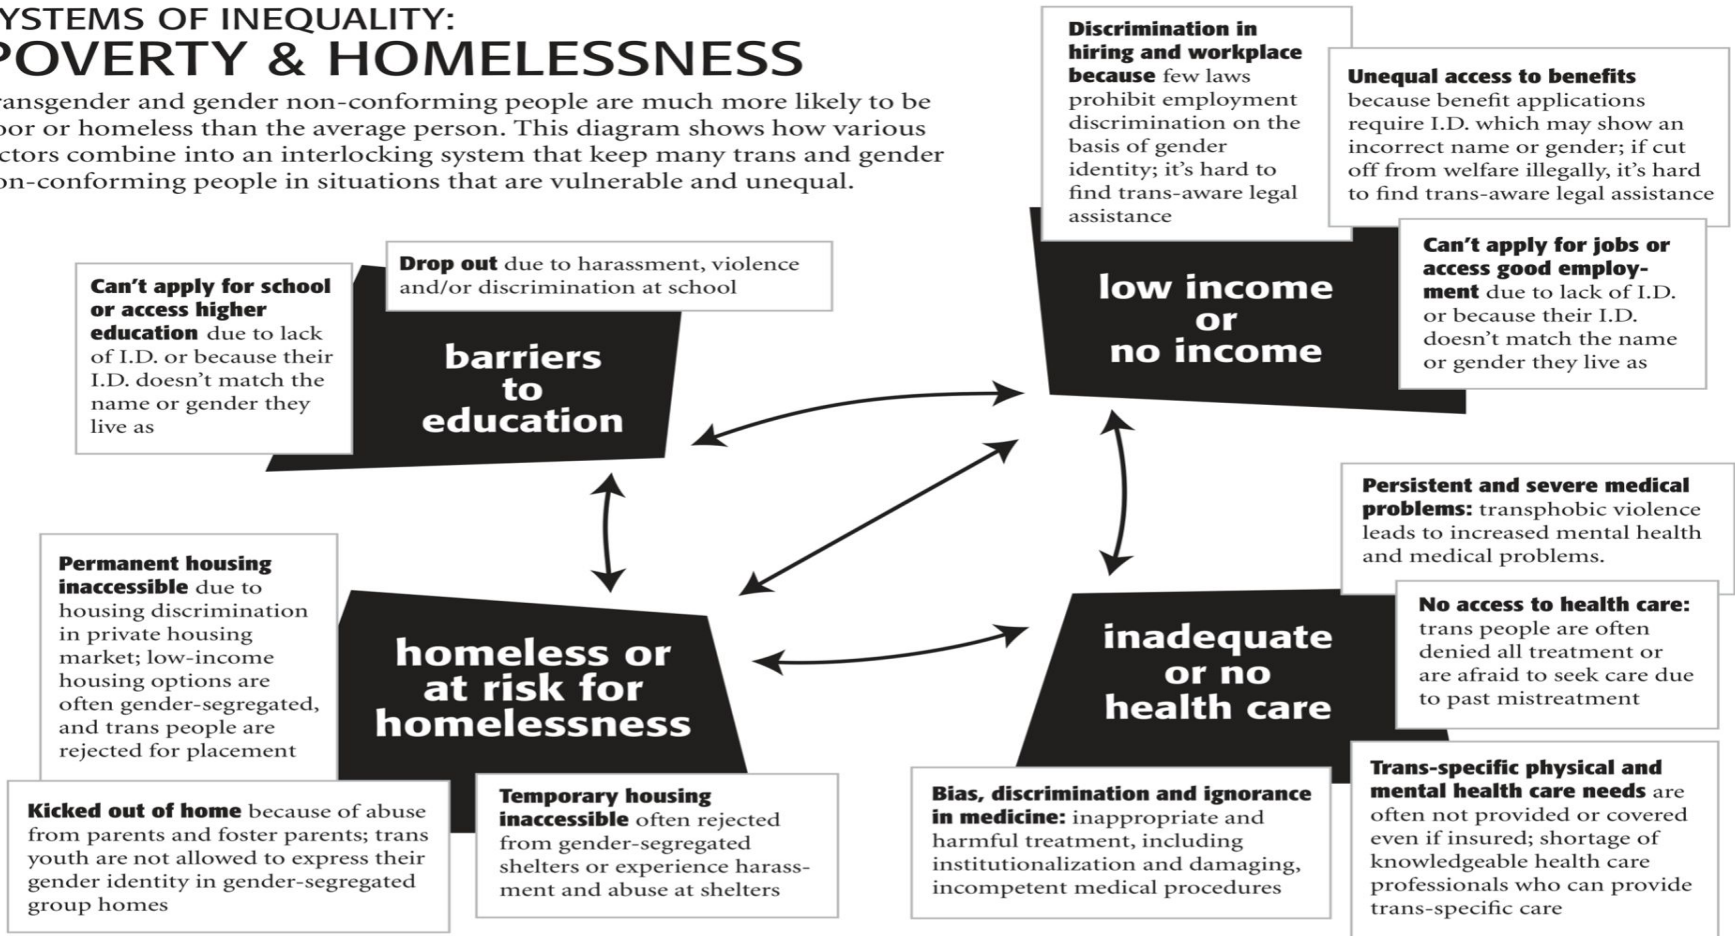 YSTEMS OF INEQUALITY:
POVERTY & HOMELESSNESS
ransgender and gender non-conforming people are much more likely to be
oor or homeless than the average person. This diagram shows how various
ctors combine into an interlocking system that keep many trans and gender
on-conforming people in situations that are vulnerable and unequal.
Can't apply for school
or access higher
education due to lack
of I.D. or because their
I.D. doesn't match the
name or gender they
live as
Drop out due to harassment, violence
and/or discrimination at school
barriers
to
education
Discrimination in
hiring and workplace
because few laws
prohibit employment
discrimination on the
basis of gender
identity; it's hard to
find trans-aware legal
assistance
Unequal access to benefits
because benefit applications
require I.D. which may show an
incorrect name or gender; if cut
off from welfare illegally, it's hard
to find trans-aware legal assistance
Can't apply for jobs or
access good employ-
ment due to lack of I.D.
or because their I.D.
doesn't match the name
or gender they live as
low income
or
no income
Permanent housing
inaccessible due to
housing discrimination
in private housing
market; low-income
housing options are
often gender-segregated,
and trans people are
rejected for placement
homeless or
at risk for
homelessness
Kicked out of home because of abuse
from parents and foster parents; trans
youth are not allowed to express their
gender identity in gender-segregated
group homes
Temporary housing
inaccessible often rejected
from gender-segregated
shelters or experience harass-
ment and abuse at shelters
Persistent and severe medical
problems: transphobic violence
leads to increased mental health
and medical problems.
No access to health care:
trans people are often
denied all treatment or
are afraid to seek care due
to past mistreatment
inadequate
or no
health care
Bias, discrimination and ignorance
in medicine: inappropriate and
harmful treatment, including
institutionalization and damaging,
incompetent medical procedures
Trans-specific physical and
mental health care needs are
often not provided or covered
even if insured; shortage of
knowledgeable health care
professionals who can provide
trans-specific care